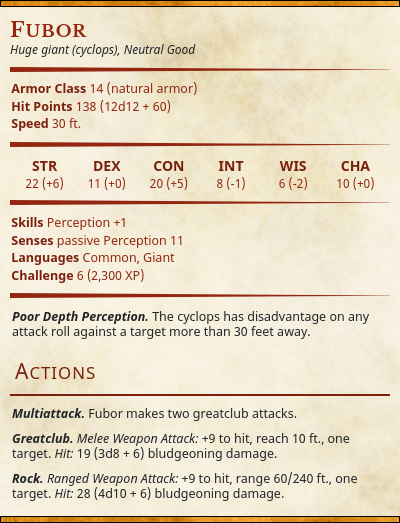 Fubor
Huge giant (cyclops), Neutral Good
Armor Class 14 (natural armor)
Hit Points 138 (12d12 + 60)
Speed 30 ft.
STR DEX CON INT WIS CHA
22 (+6) 11 (+0) 20 (+5) 8 (-1) 6 (-2) 10 (+0)
Skills Perception +1
Senses passive Perception 11
Languages Common, Giant
Challenge 6 (2,300 XP)
Poor Depth Perception. The cyclops has disadvantage on any
attack roll against a target more than 30 feet away.
Actions
Multiattack. Fubor makes two greatclub attacks.
Greatclub. Melee Weapon Attack: +9 to hit, reach 10 ft., one
target. Hit: 19 (3d8 + 6) bludgeoning damage.
Rock. Ranged Weapon Attack: +9 to hit, range 60/240 ft., one
target. Hit: 28 (4d10 + 6) bludgeoning damage.